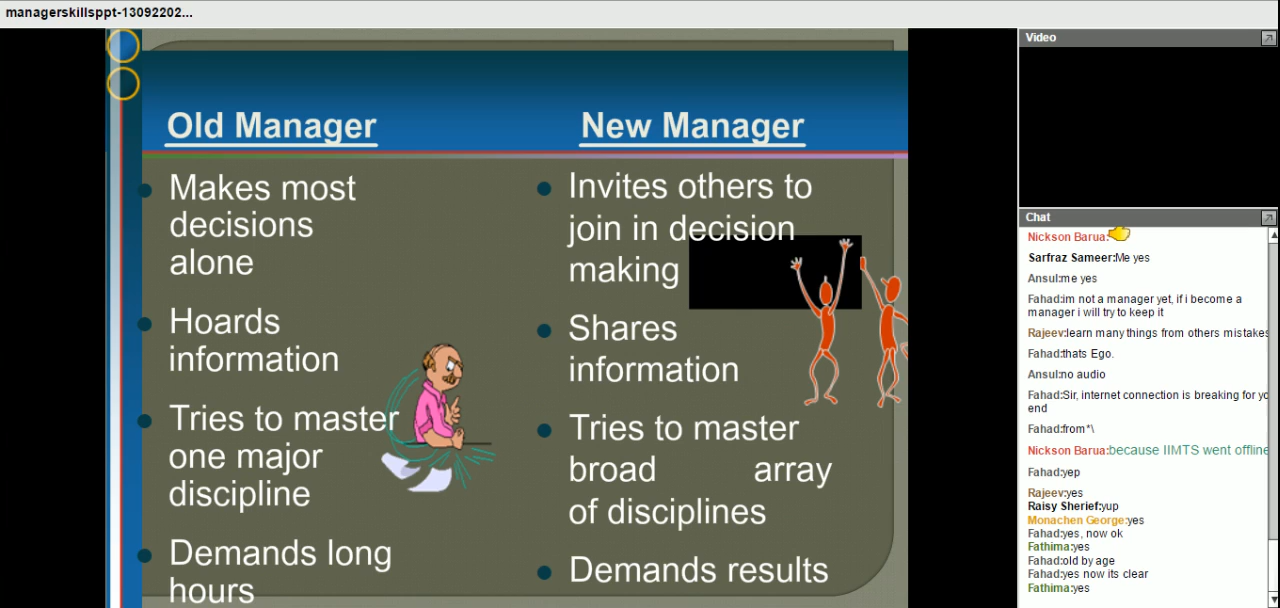 managerskillsppt-13092202...
Old Manager
Makes most
decisions
alone
Hoards
information
Tries to master
one major
discipline
Demands long
hours
New Manager
Invites others to
join in decision
making
Shares
information
Tries to master
broad array
of disciplines
Demands results
Video
Chat
Nickson Barua:
Sarfraz Sameer:Me yes
Ansul:me yes
Fahad:im not a manager yet, if i become a
manager i will try to keep it
Rajeev:learn many things from others mistakes
Fahad:thats Ego.
Ansul:no audio
Fahad:Sir, internet connection is breaking for yo
end
Fahad:from*\
Nickson Barua:because IIMTS went offline
Fahad:yep
Rajeev:yes
Raisy Sherief:yup
Monachen George:yes
Fahad:yes, now ok
Fathima:yes
Fahad:old by age
Fahad:yes now its clear
Fathima:yes